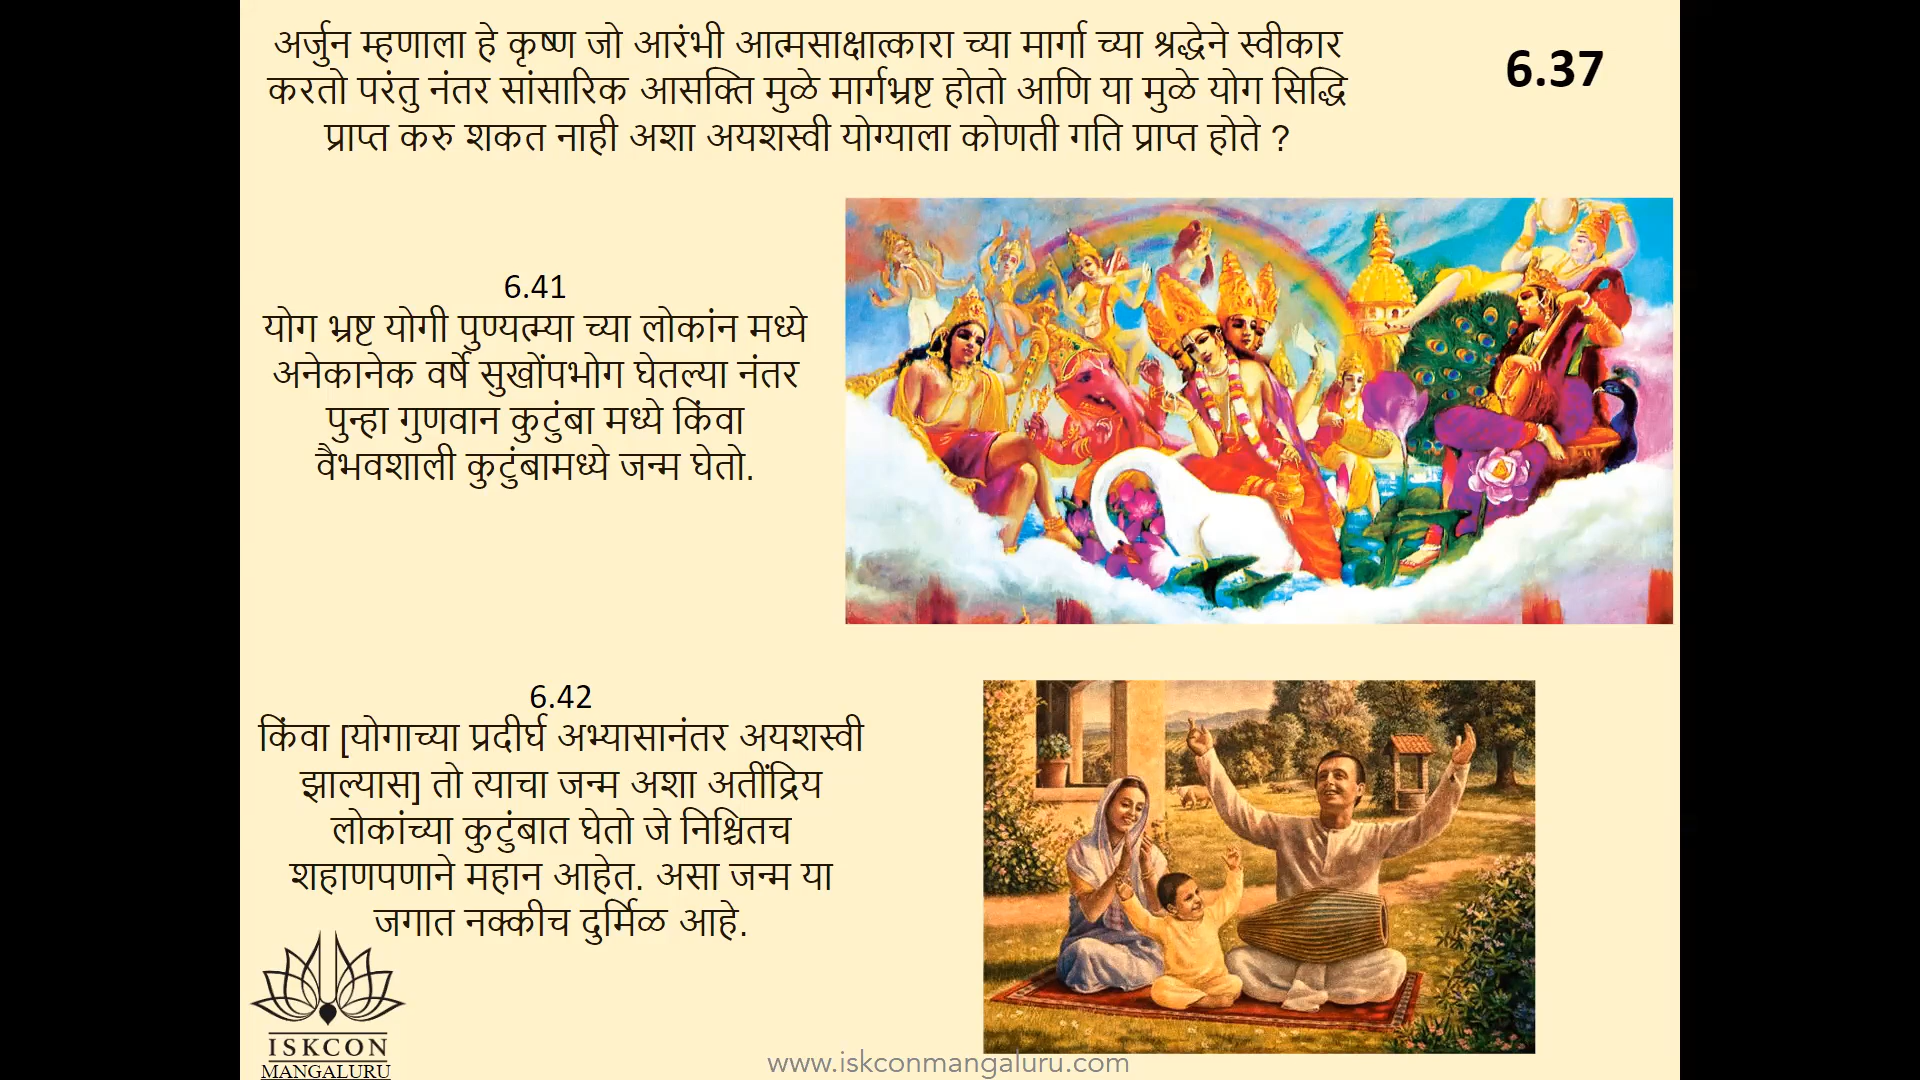 अर्जुन म्हणाला हे कृष्ण जो आरंभी आत्मसाक्षात्कारा च्या मार्गा च्या श्रद्धेने स्वीकार
करतो परंतु नंतर सांसारिक आसक्ति मुळे मार्गभ्रष्ट होतो आणि या मुळे योग सिद्धि
प्राप्त करु शकत नाही अशा अयशस्वी योग्याला कोणती गति प्राप्त होते ?
6.37
6.41
योग भ्रष्ट योगी पुण्यत्म्या च्या लोकांन मध्ये
अनेकानेक वर्षे सुखोंपभोग घेतल्या नंतर
पुन्हा गुणवान कुटुंबा मध्ये किंवा
वैभवशाली कुटुंबामध्ये जन्म घेतो.
6.42
किंवा [योगाच्या प्रदीर्घ अभ्यासानंतर अयशस्वी
झाल्यास] तो त्याचा जन्म अशा अतींद्रिय
लोकांच्या कुटुंबात घेतो जे निश्चितच
शहाणपणाने महान आहेत. असा जन्म या
जगात नक्कीच दुर्मिळ आहे.
ISKCON
MANGALURU
www.iskconmangaluru.com